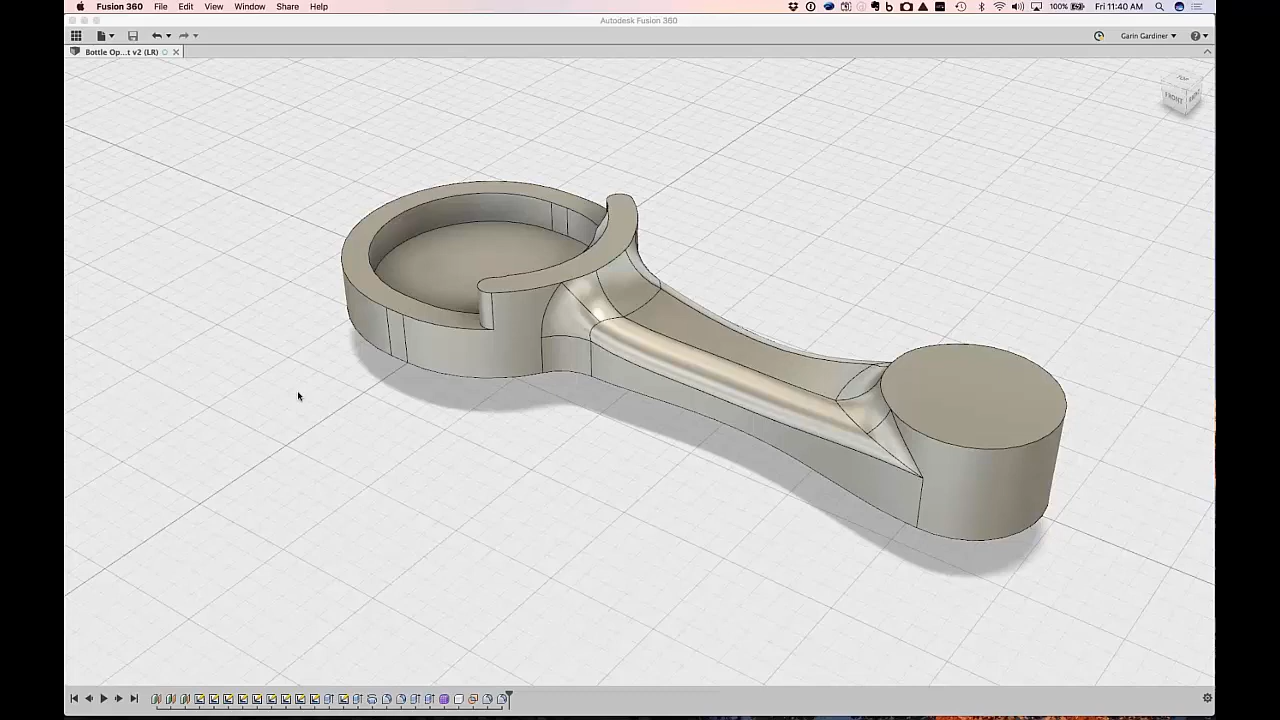 Fusion 360 File Edit View Window Share Help 100% Fri 11:40 AM
Autodesk Fusion 360
Garin Gardiner
Bottle Op...t v2 (LR)
FRONT